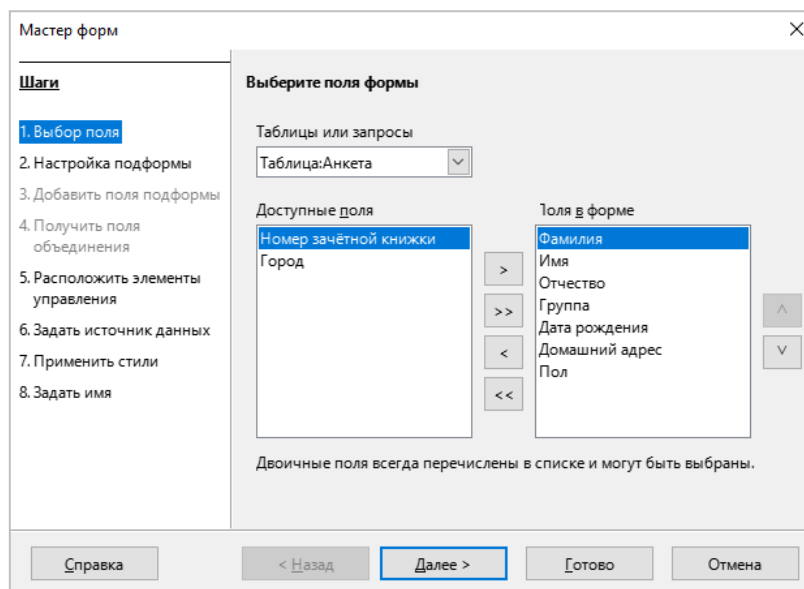 Мастер форм
Шаги
1. Выбор поля
2. Настройка подформы
3. Добавить поля подформы
4. Получить поля
объединения
5. Расположить элементы
управления
6. Задать источник данных
7. Применить стили
8. Задать имя
Выберите поля формы
Таблицы или запросы
Таблица:Анкета
Доступные поля
Номер зачётной книжки
Город
>
>>
<
<<
Поля в форме
Фамилия
Имя
Отчество
Группа
Дата рождения
Домашний адрес
Пол
Двоичные поля всегда перечислены в списке и могут быть выбраны.
Справка
< Назад
Далее >
Готово
Отмена